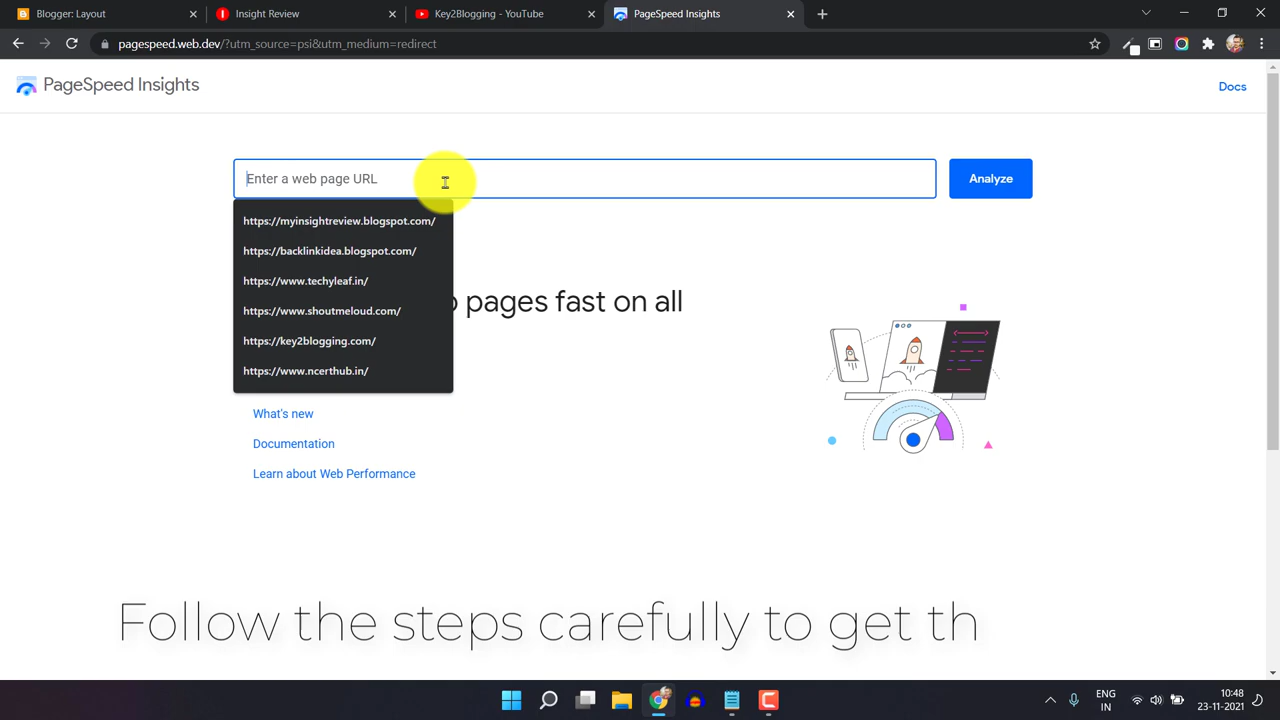 Blogger: Layout
Insight Review
Key2Blogging - YouTube
PageSpeed Insights
pagespeed.web.dev/?utm_source=psi&utm_medium=redirect
PageSpeed Insights
Docs
Enter a web page URL
Analyze
https://myinsightreview.blogspot.com/
https://backlinkidea.blogspot.com/
https://www.techyleaf.in/
https://www.shoutmeloud.com/
https://key2blogging.com/
https://www.ncerthub.in/
pages fast on all
What's new
Documentation
Learn about Web Performance
Follow the steps carefully to get th
ENG
IN
10:48
23-11-2021